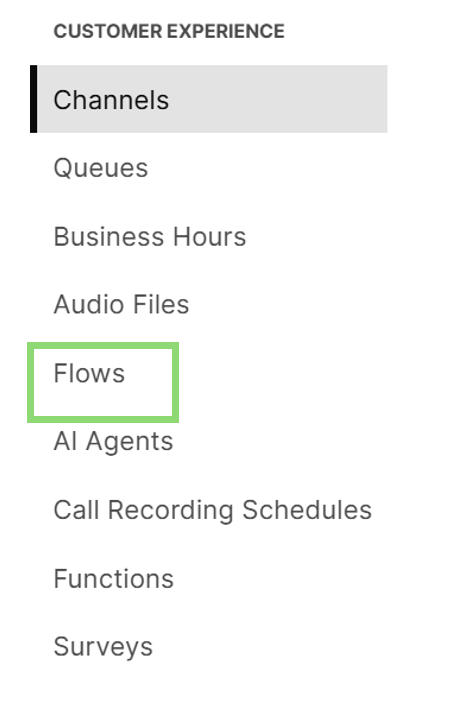 CUSTOMER EXPERIENCE
Channels
Queues
Business Hours
Audio Files
Flows
AI Agents
Call Recording Schedules
Functions
Surveys